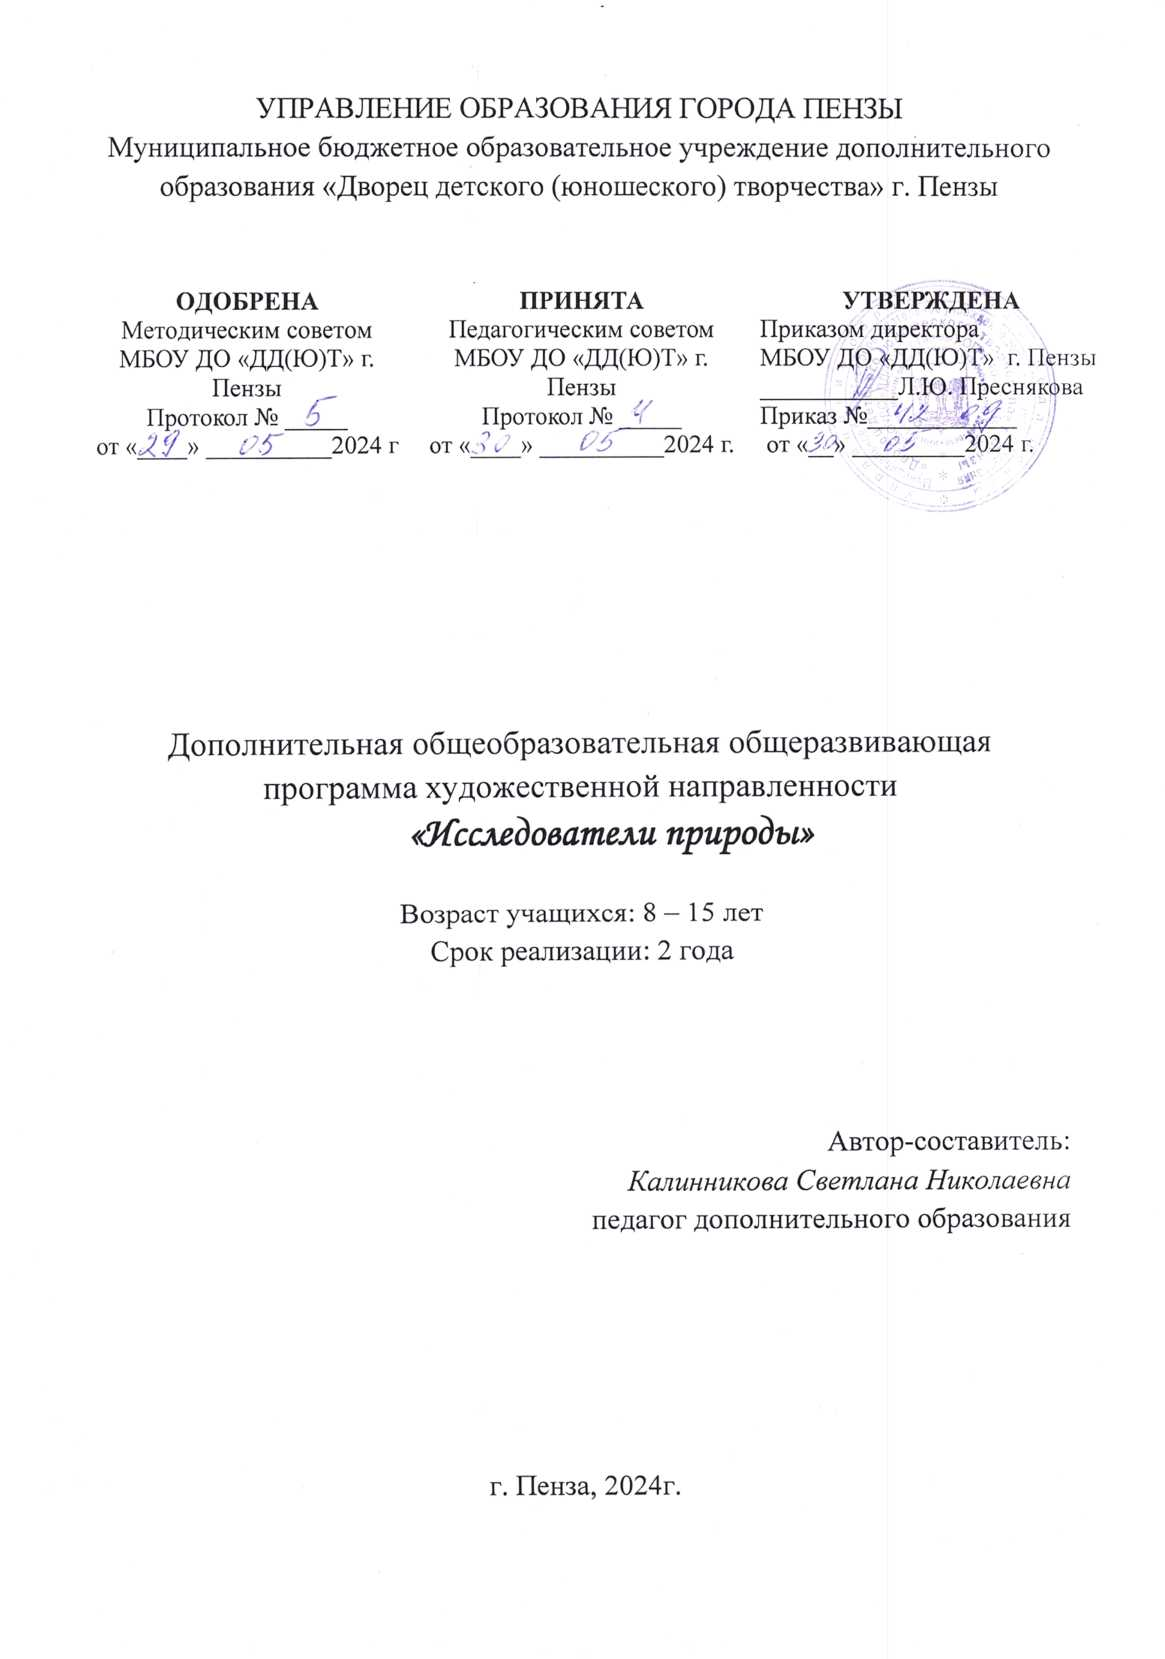 УПРАВЛЕНИЕ ОБРАЗОВАНИЯ ГОРОДА ПЕНЗЫ
Муниципальное бюджетное образовательное учреждение дополнительного
образования «Дворец детского (юношеского) творчества» г. Пензы
ОДОБРЕНА
Методическим советом
МБОУ ДО «ДД(Ю)Т» г.
Пензы
Протокол № 5
от «29» 05 2024 г
ПРИНЯТА
Педагогическим советом
МБОУ ДО «ДД(Ю)Т» г.
Пензы
Протокол № 4
от «30» 05 2024 г.
УТВЕРЖДЕНА
Приказом директора
МБОУ ДО «ДД(Ю)Т» г. Пензы
Л.Ю. Преснякова
Приказ № 42
от «30» 05 2024 г.
Дополнительная общеобразовательная общеразвивающая
программа художественной направленности
«Исследователи природы»
Возраст учащихся: 8 – 15 лет
Срок реализации: 2 года
Автор-составитель:
Калинникова Светлана Николаевна
педагог дополнительного образования
г. Пенза, 2024г.